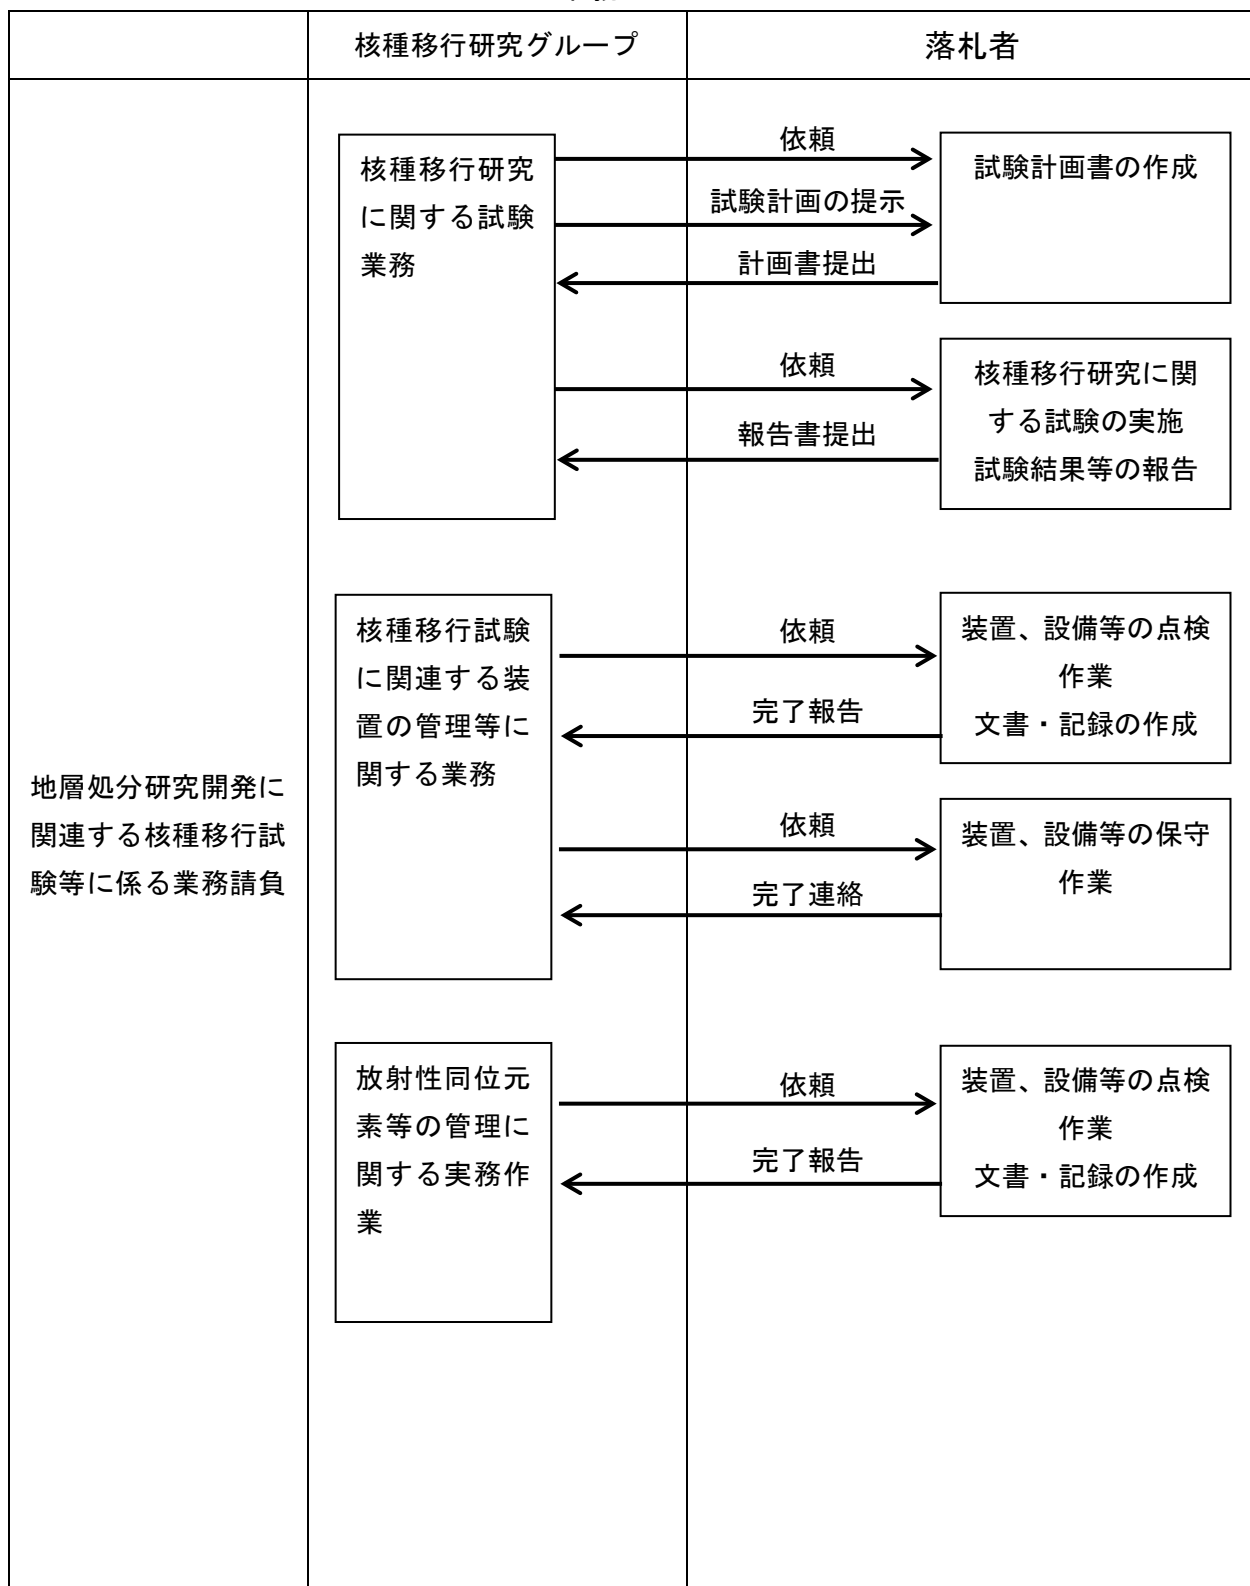 核種移行研究グループ
落札者
地層処分研究開発に
関連する核種移行試
験等に係る業務請負
核種移行研究
に関する試験
業務
依頼
試験計画の提示
計画書提出
試験計画書の作成
依頼
報告書提出
核種移行研究に関
する試験の実施
試験結果等の報告
核種移行試験
に関連する装
置の管理等に
関する業務
依頼
完了報告
装置、設備等の点検
作業
文書・記録の作成
依頼
完了連絡
装置、設備等の保守
作業
放射性同位元
素等の管理に
関する実務作
業
依頼
完了報告
装置、設備等の点検
作業
文書・記録の作成